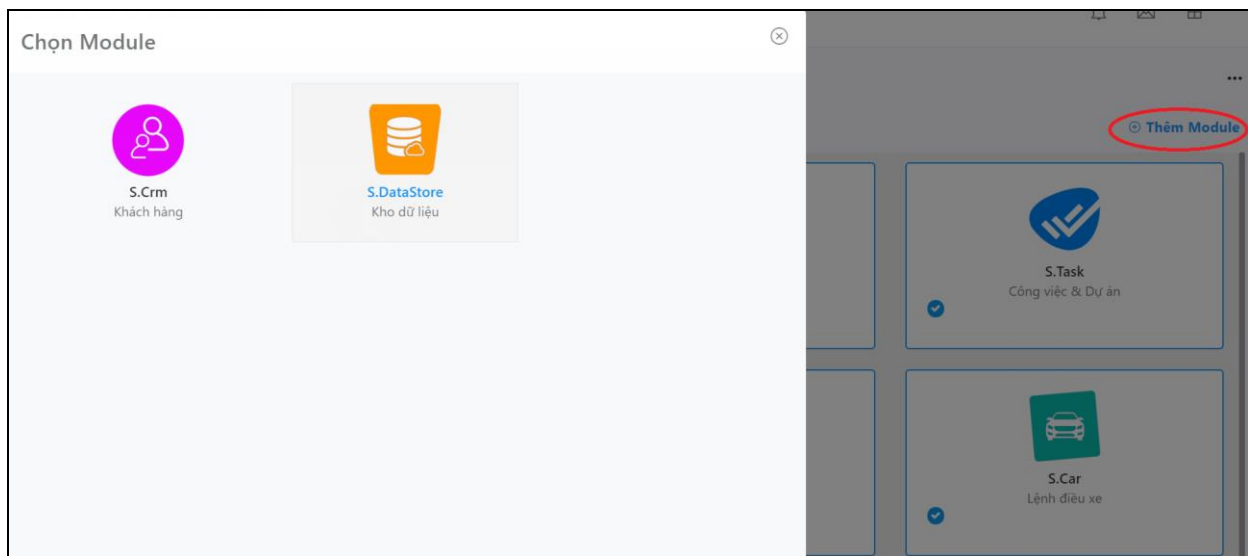 Chọn Module
S.Crm
Khách hàng
S.DataStore
Kho dữ liệu
Thêm Module
S.Task
Công việc & Dự án
S.Car
Lệnh điều xe